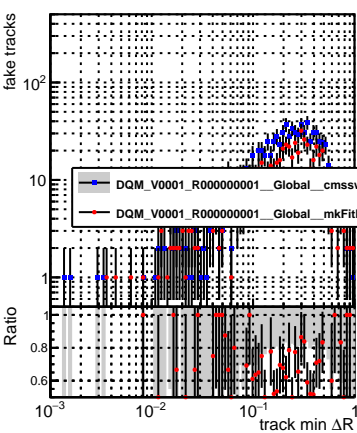 fake tracks
10²
10
1
DQM_V0001_R000000001__Global__cmssw
DQM_V0001_R000000001__Global__mkFit
Ratio
1
0.8
0.6
10⁻³ 10⁻² 10⁻¹ 1
track min ΔR